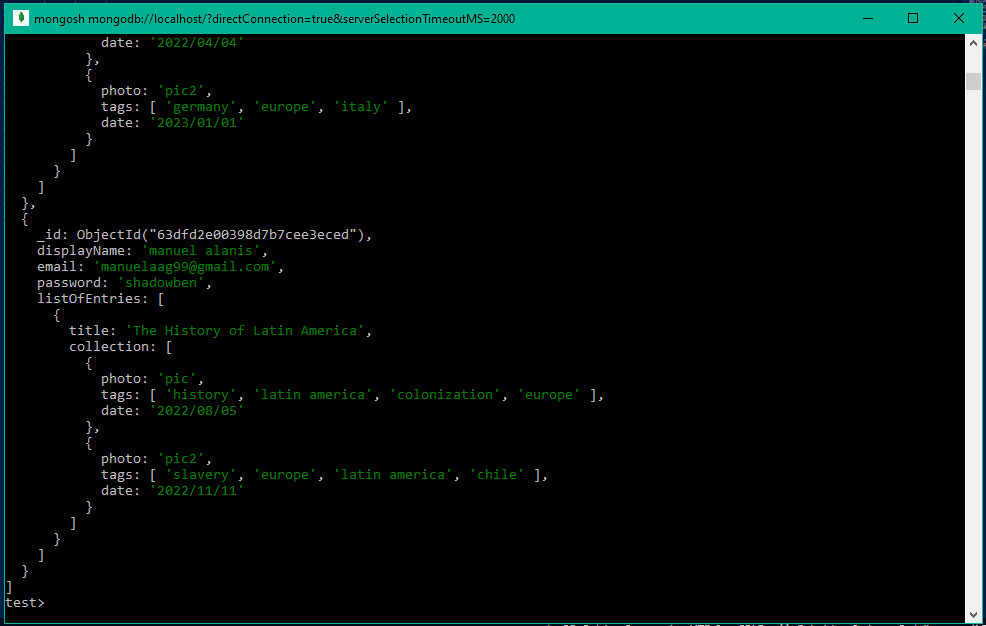 mongosh mongodb://localhost/?directConnection=true&serverSelectionTimeoutMS=2000
date: '2022/04/04'
},
{
photo: 'pic2',
tags: [ 'germany', 'europe', 'italy' ],
date: '2023/01/01'
}
]
}
]
},
{
_id: ObjectId("63dfd2e00398d7b7cee3eced"),
displayName: 'manuel alanis',
email: 'manuelaag99@gmail.com',
password: 'shadowben',
listOfEntries: [
{
title: 'The History of Latin America',
collection: [
{
photo: 'pic',
tags: [ 'history', 'latin america', 'colonization', 'europe' ],
date: '2022/08/05'
},
{
photo: 'pic2',
tags: [ 'slavery', 'europe', 'latin america', 'chile' ],
date: '2022/11/11'
}
]
}
]
}
]
test>